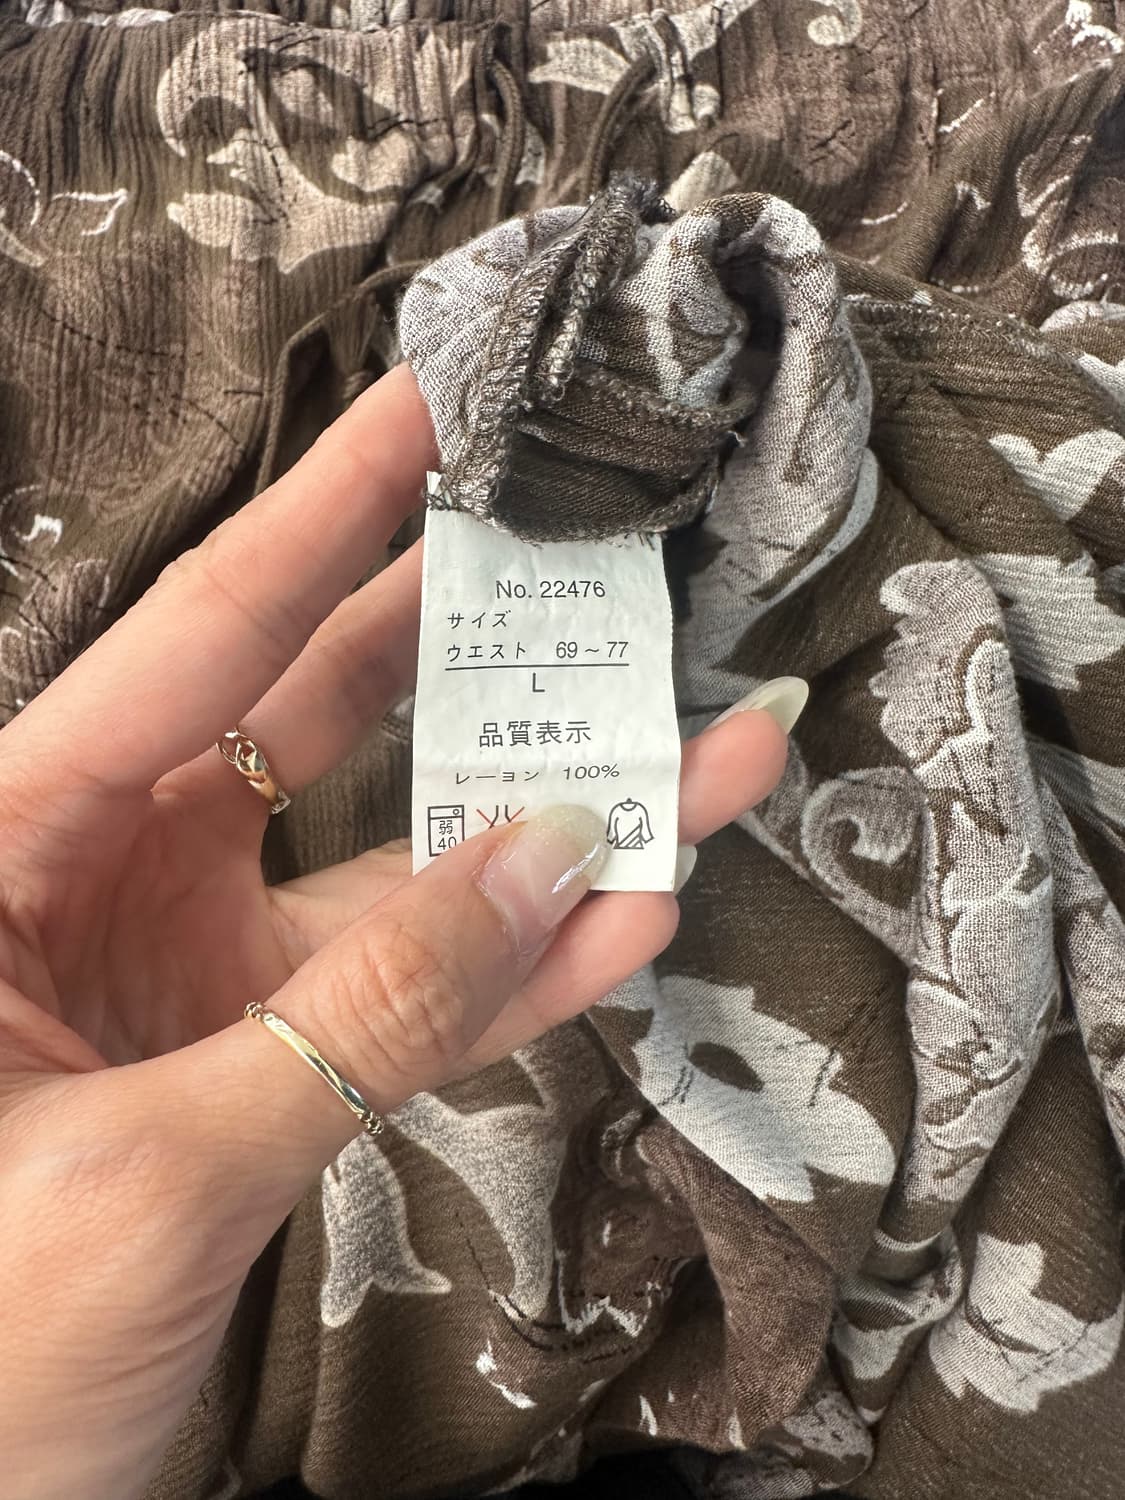 No. 22476
サイズ
ウエスト 69～77
L
品質表示
レーヨン 100%
弱
40